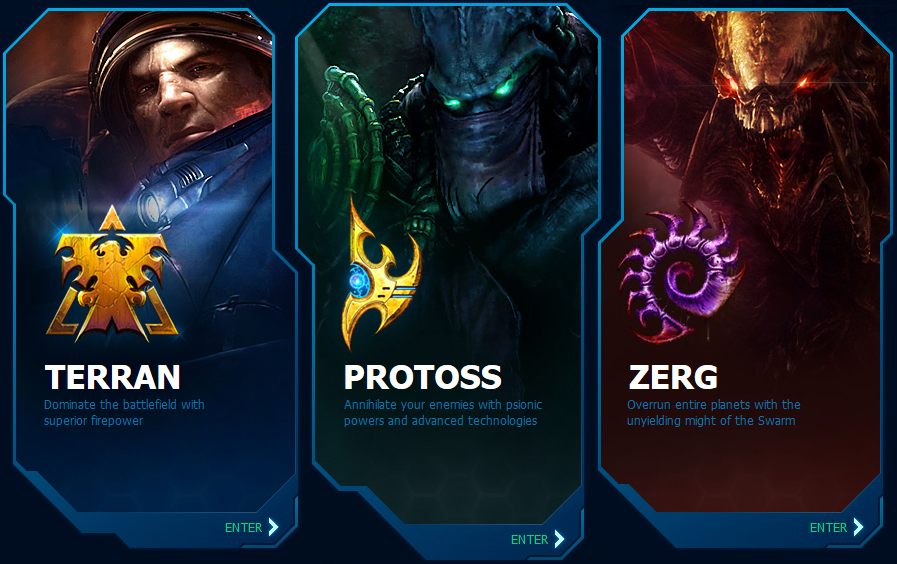 TERRAN
Dominate the battlefield with
superior firepower
ENTER
PROTOSS
Annihilate your enemies with psionic
powers and advanced technologies
ENTER
ZERG
Overrun entire planets with the
unyielding might of the Swarm
ENTER